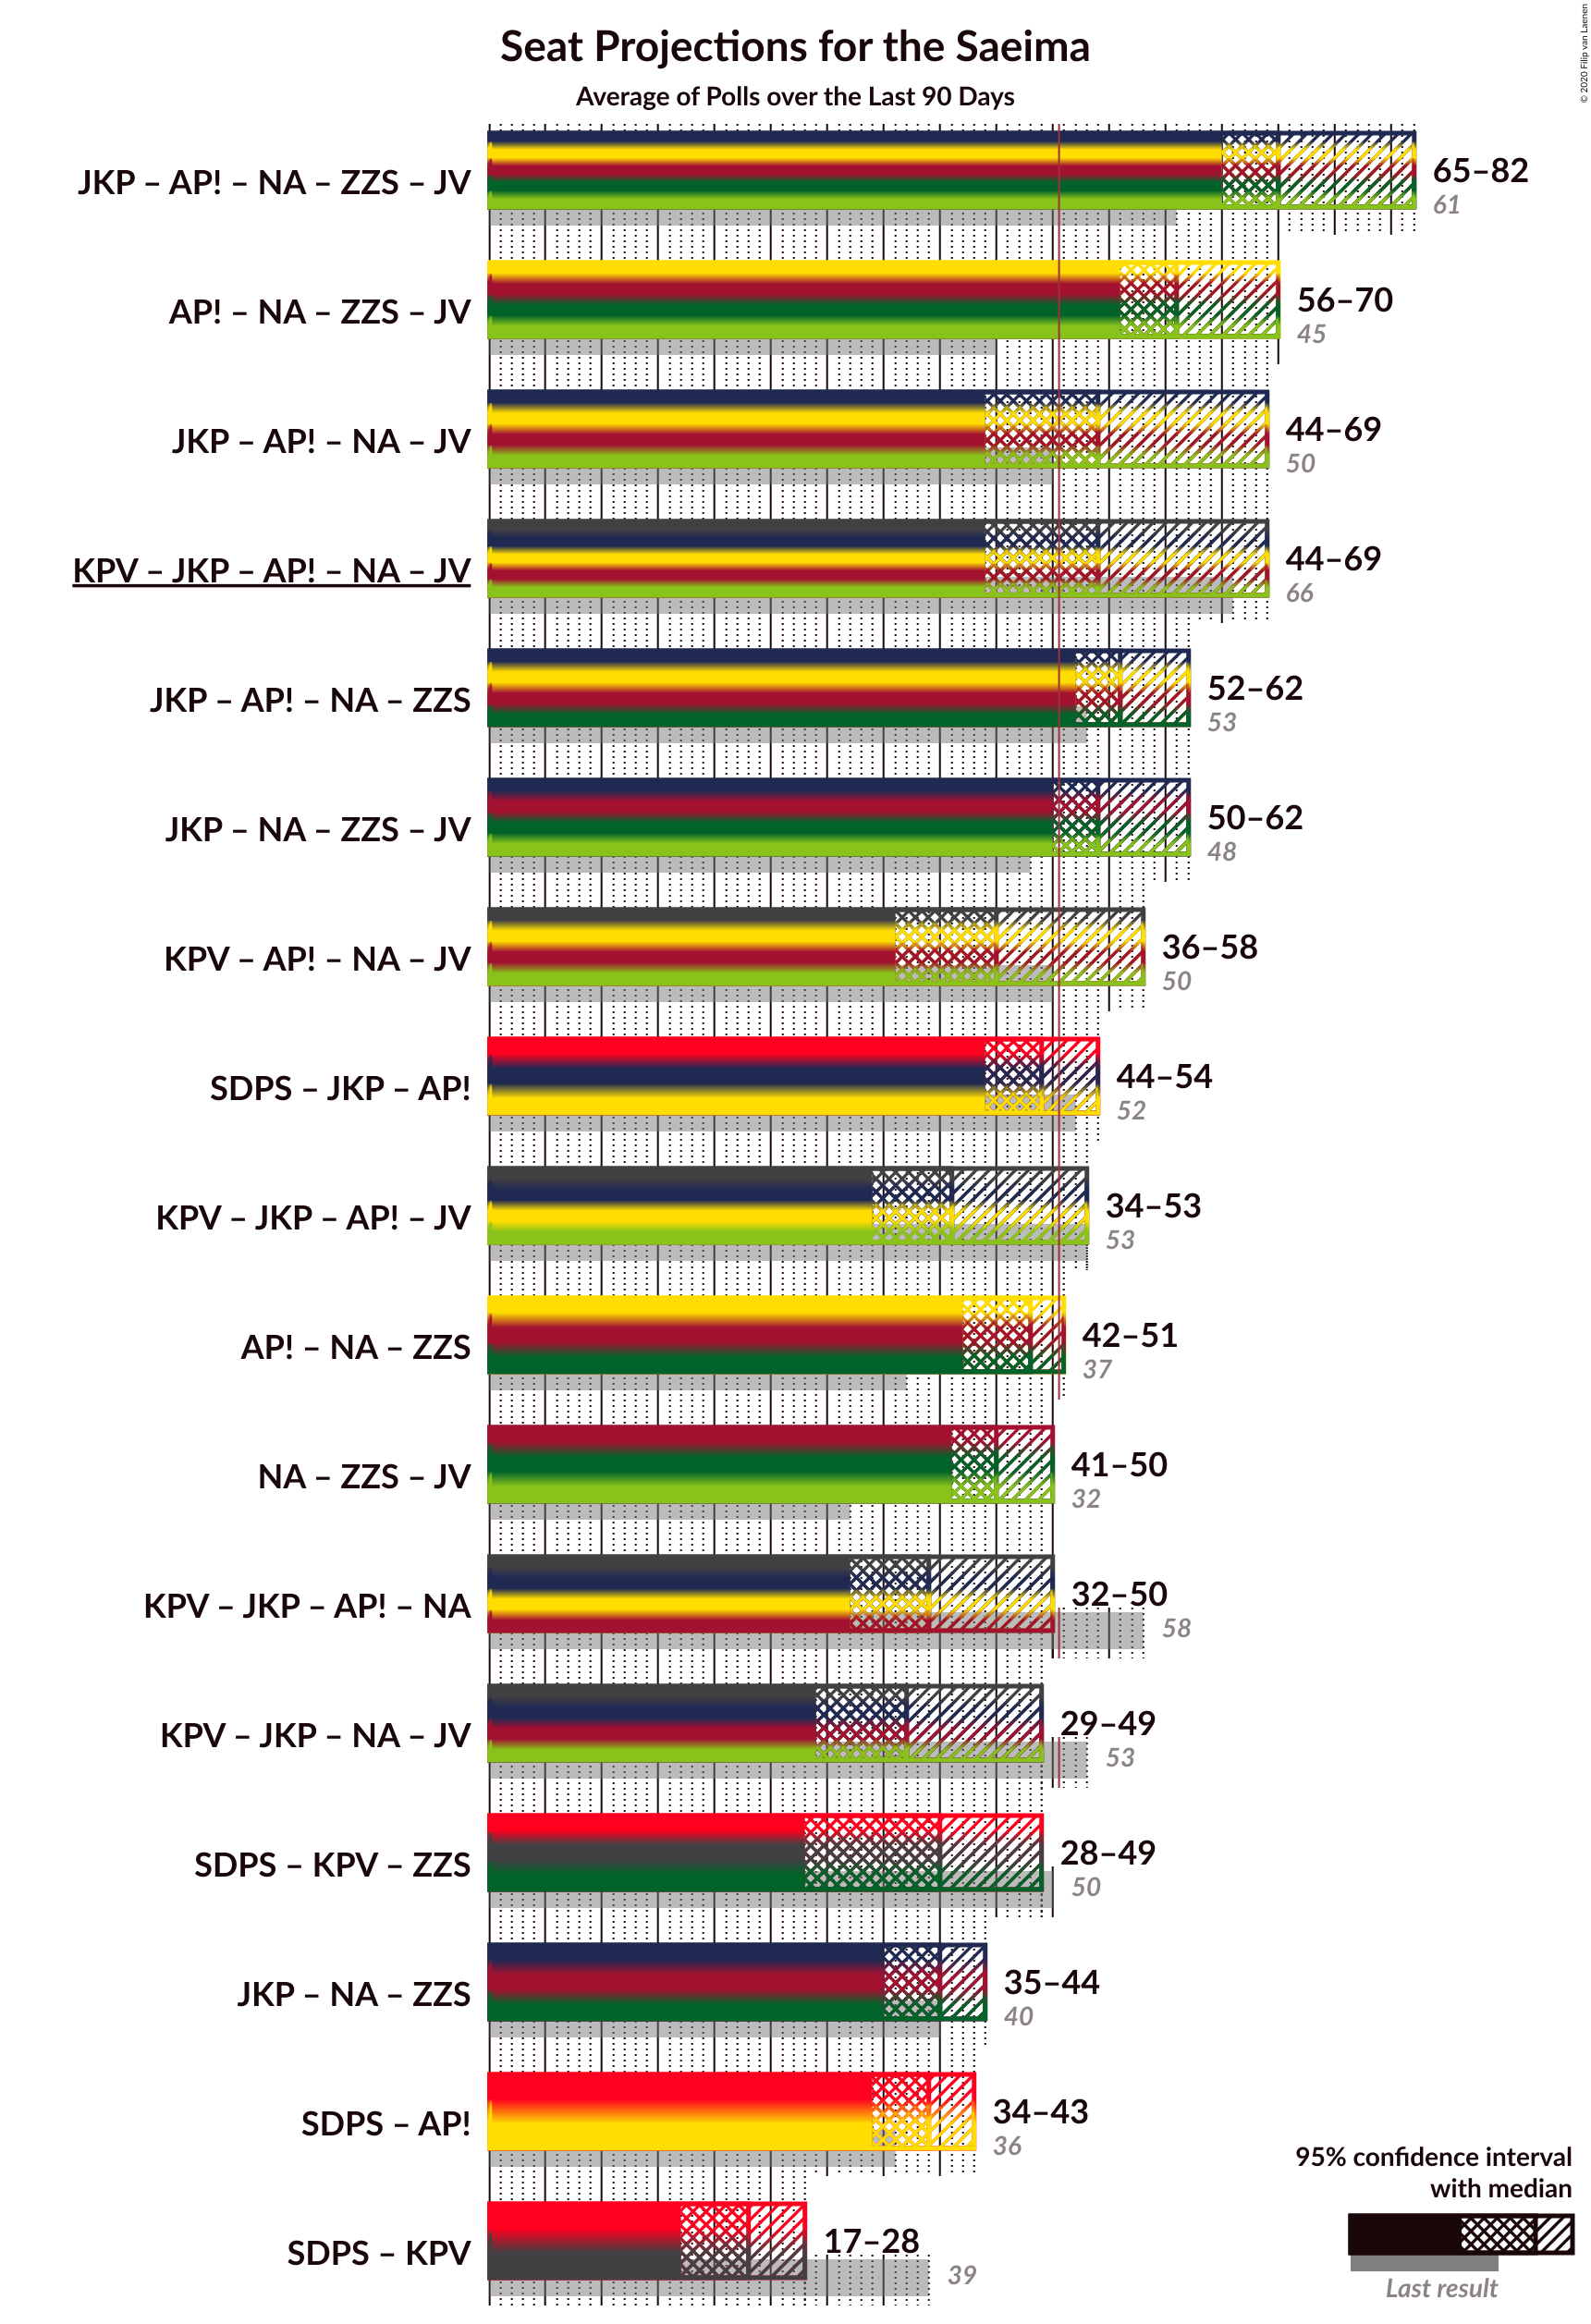 © 2020 Filip van Laenen
Seat Projections for the Saeima
Average of Polls over the Last 90 Days
JKP – AP! – NA – ZZS – JV
65–82
61
AP! – NA – ZZS – JV
56–70
45
JKP – AP! – NA – JV
44–69
50
KPV – JKP – AP! – NA – JV
44–69
66
JKP – AP! – NA – ZZS
52–62
53
JKP – NA – ZZS – JV
50–62
48
KPV – AP! – NA – JV
36–58
50
SDPS – JKP – AP!
44–54
52
KPV – JKP – AP! – JV
34–53
53
AP! – NA – ZZS
42–51
37
NA – ZZS – JV
41–50
32
KPV – JKP – AP! – NA
32–50
58
KPV – JKP – NA – JV
29–49
53
SDPS – KPV – ZZS
28–49
50
JKP – NA – ZZS
35–44
40
SDPS – AP!
34–43
36
SDPS – KPV
17–28
39
95% confidence interval
with median
Last result